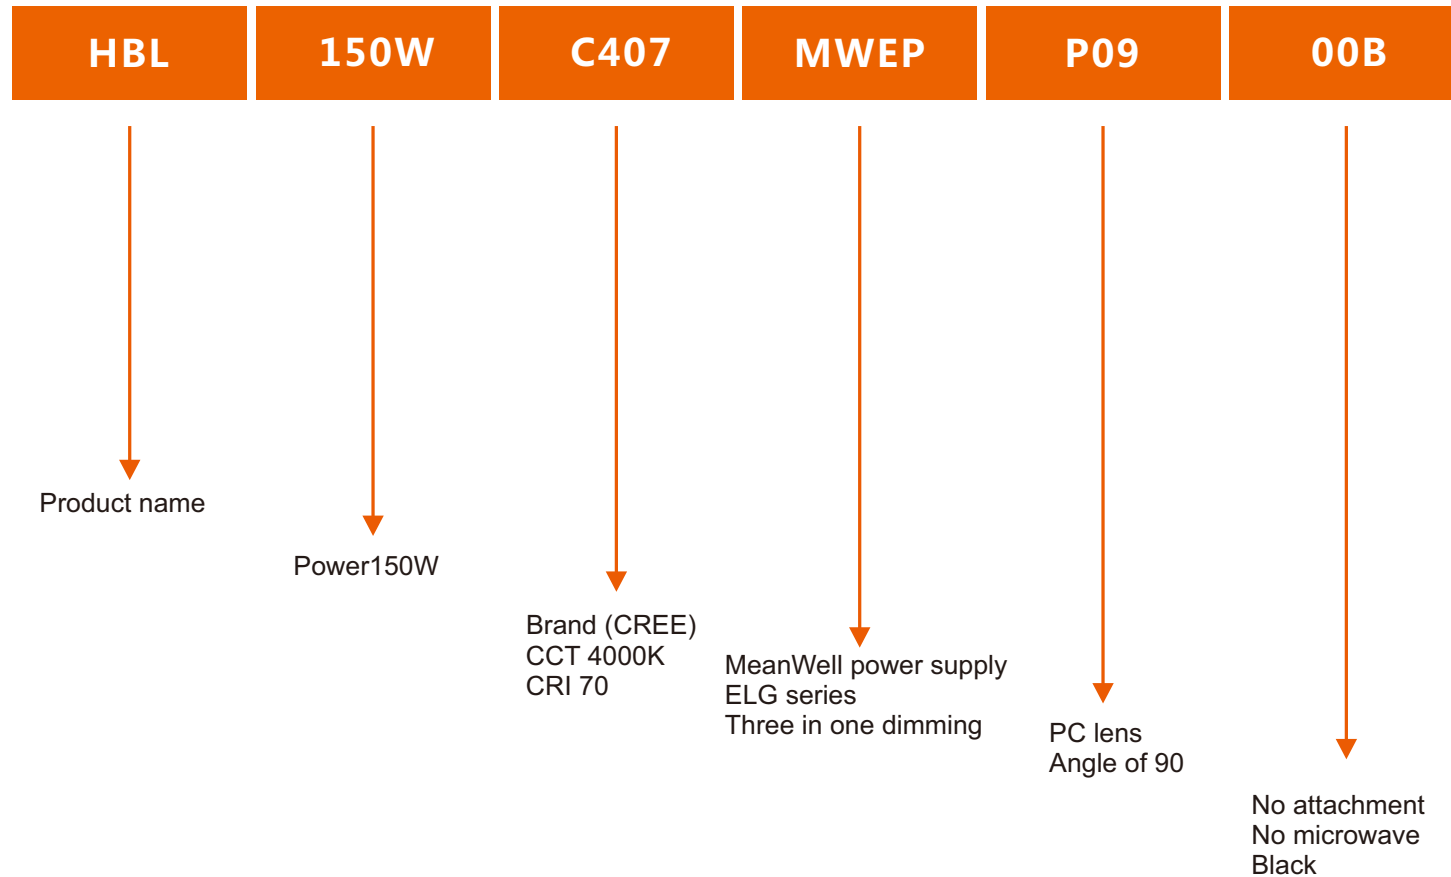 HBL
150W
C407
MWEP
P09
00B
Product name
Power150W
Brand (CREE)
CCT 4000K
CRI 70
MeanWell power supply
ELG series
Three in one dimming
PC lens
Angle of 90
No attachment
No microwave
Black